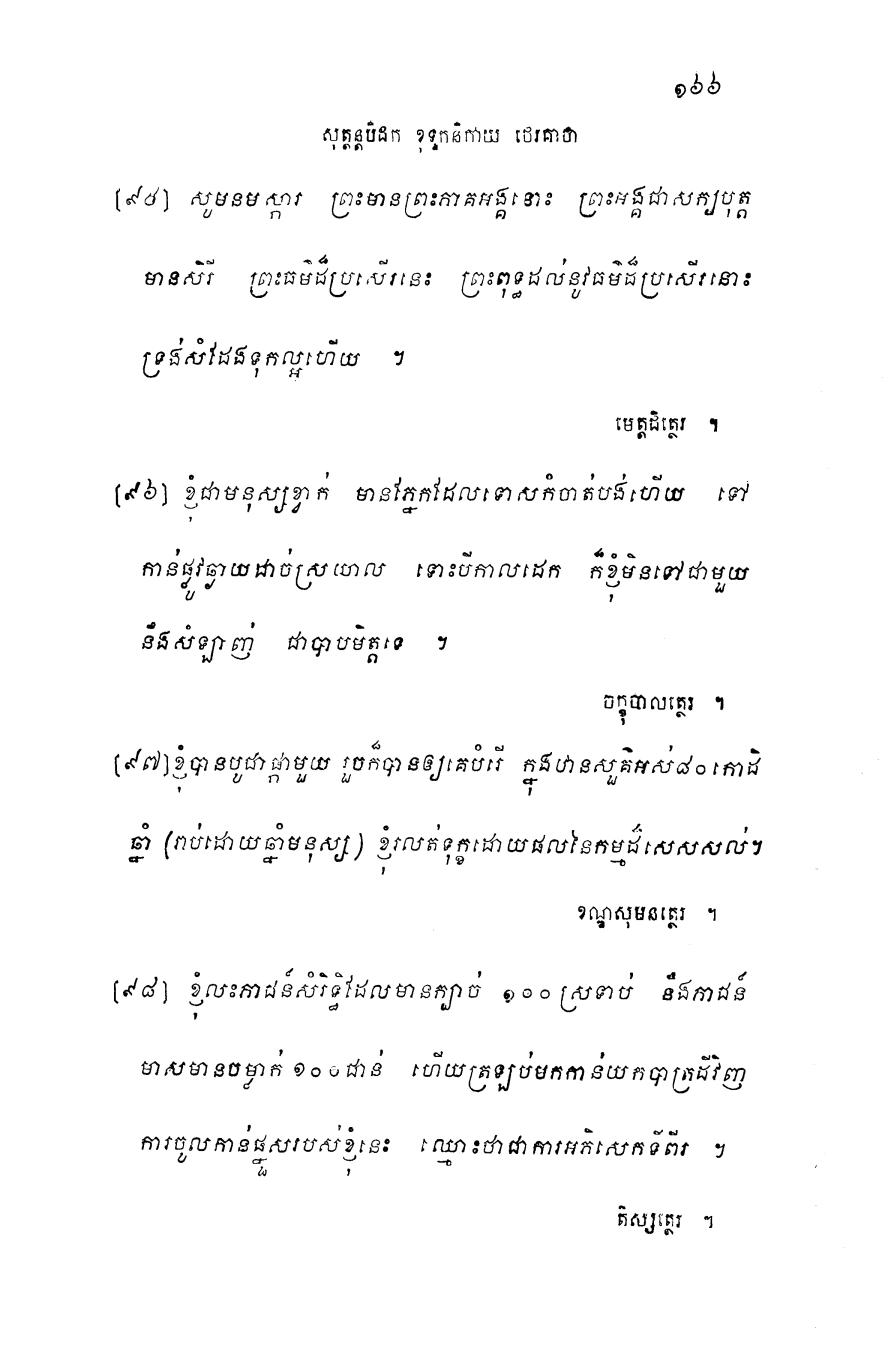 ១៦៦
សុត្តន្តបិដក ខុទ្ទកនិកាយ ថេរគាថា
[៩៤] សូមនមស្ការ ព្រះមានព្រះភាគអង្គនោះ ព្រះអង្គជាសក្យបុត្ត
មានសិរី ព្រះធម៌ដ៏ប្រសើរនេះ ព្រះពុទ្ធដល់នូវធម៌ដ៏ប្រសើរនោះ
ទ្រង់សំដែងទុកល្អហើយ ។
មេត្តជិត្ថេរ ។
[៩៦] ខ្ញុំជាមនុស្សខ្វាក់ មានភ្នែកដែលទោសកំចាត់បង់ហើយ ទៅ
កាន់ផ្លូវឆ្ងាយដាច់ស្រយាល ទោះបីកាលដេក ក៏ខ្ញុំមិនទៅជាមួយ
នឹងសំឡាញ់ ជាបាបមិត្តទេ ។
ចក្ខុបាលត្ថេរ ។
[៩៧] ខ្ញុំបានបូជាផ្កាមួយ រួចក៏បានឲ្យគេបំរើ ក្នុងឋានសួគ៌អស់៨០កោដិ
ឆ្នាំ (រាប់ដោយឆ្នាំមនុស្ស) ខ្ញុំរលត់ទុក្ខដោយផលនៃកម្មដ៏សេសសល់។
ខណ្ឌសុមនត្ថេរ ។
[៩៨] ខ្ញុំលះភាជន៍សំរិទ្ធិដែលមានក្បាច់ ១០០ស្រទាប់ នឹងភាជន៍
មាសមានចម្លាក់ ១០០ជាន់ ហើយត្រឡប់មកកាន់យកបាត្រដីវិញ
ការចូលកាន់ផ្នួសរបស់ខ្ញុំនេះ ឈ្មោះថាជាការអភិសេកទីពីរ ។
តិស្សត្ថេរ ។